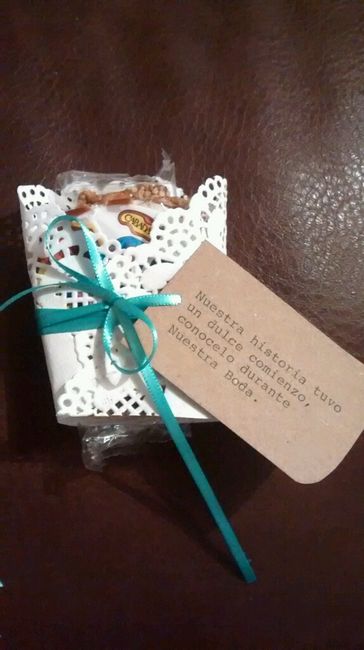 Nuestra historia tuvo
un dulce comienzo,
conocelo durante
Nuestra Boda.